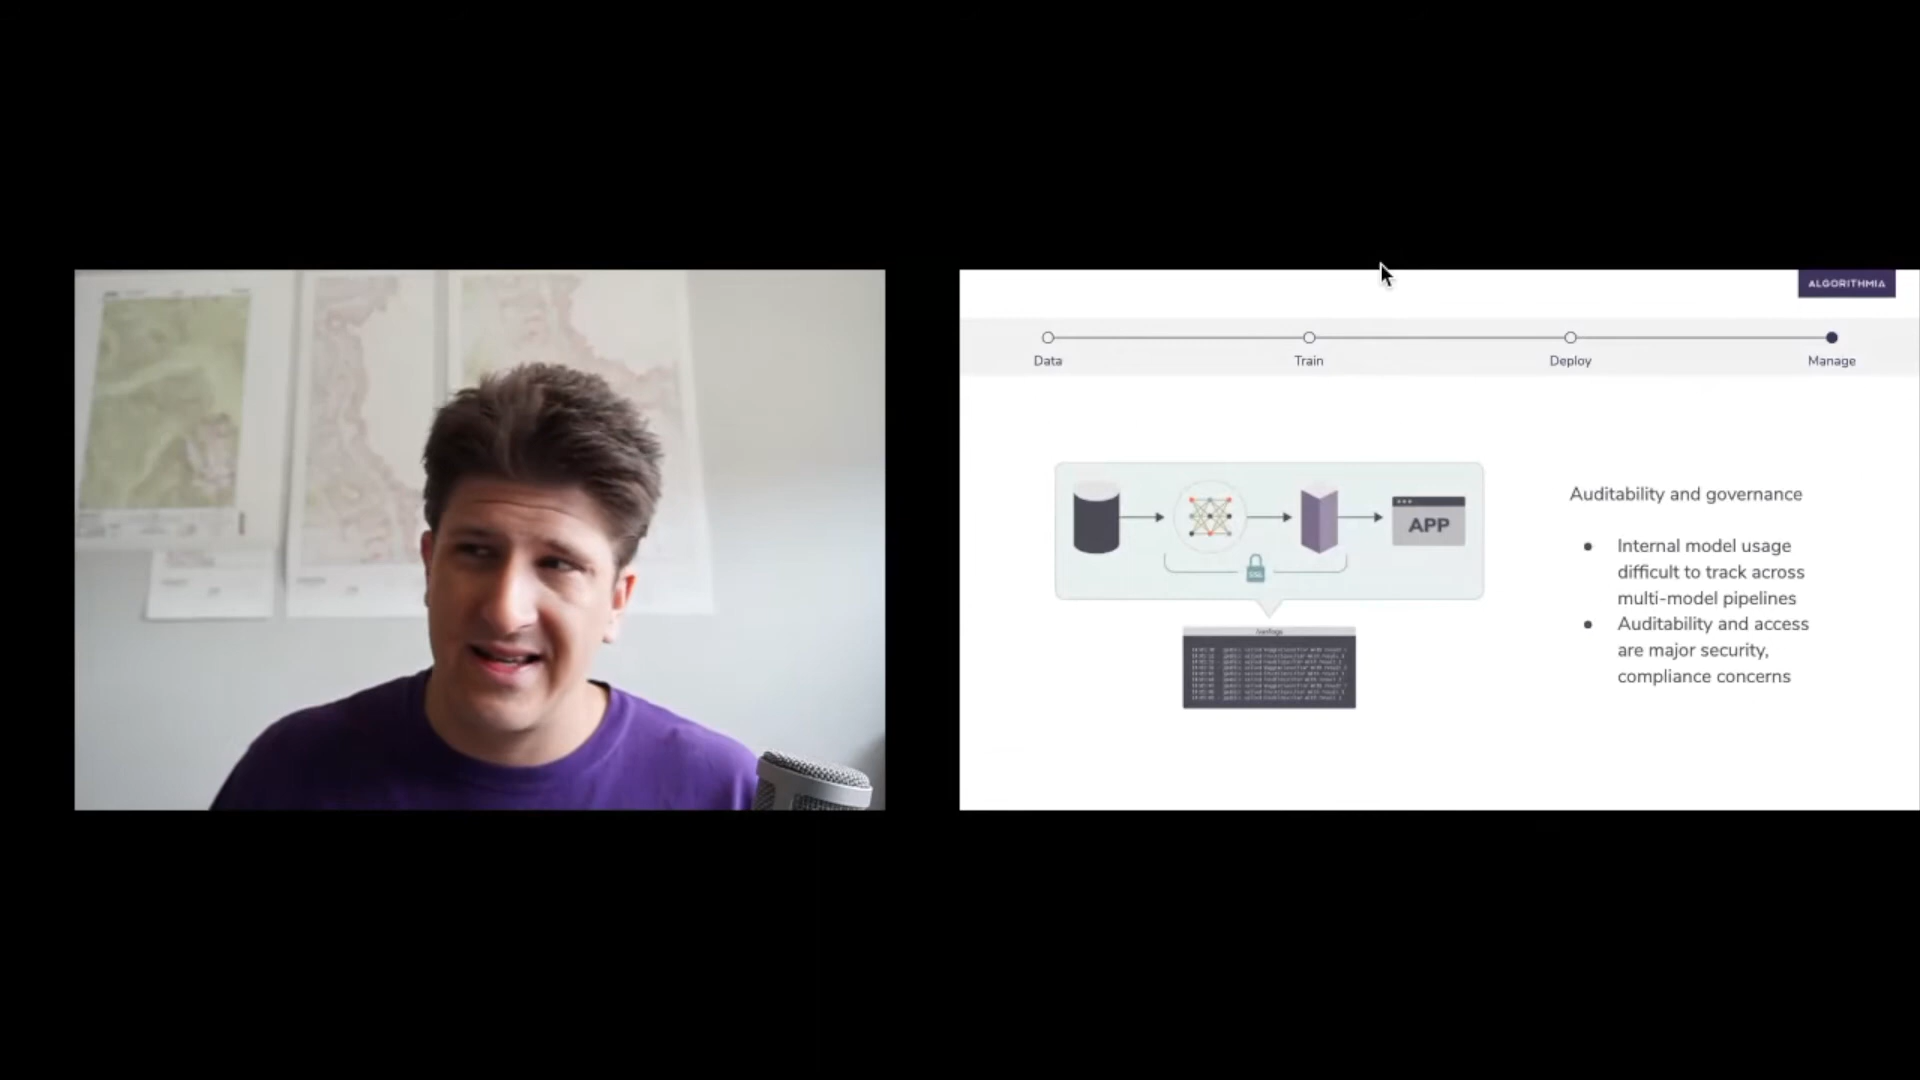 ALGORITHMIA
Data
Train
Deploy
Manage
APP
SSL
Auditability and governance
● Internal model usage
difficult to track across
multi-model pipelines
● Auditability and access
are major security,
compliance concerns